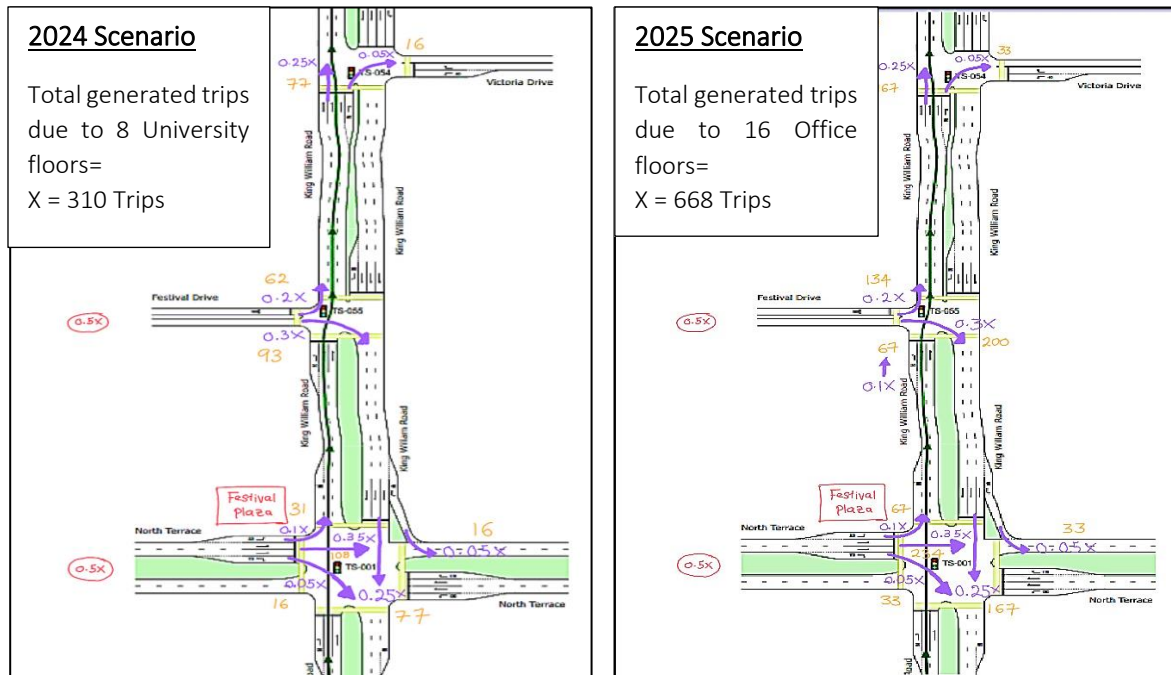 2024 Scenario
Total generated trips
due to 8 University
floors=
X = 310 Trips
16
0.25X
0.05X
TS-054
77
Victoria Drive
King William Road
King William Road
62
Festival Drive
0.2X
TS-055
0.5X
0.3X
93
King William Road
King William Road
Festival
Plaza
31
North Terrace
0.1X
0.35X
16
0.05X
108
TS-001
0.5X
0.05X
0.25X
16
77
North Terrace
2025 Scenario
Total generated trips
due to 16 Office
floors=
X = 668 Trips
33
0.25X
0.05X
TS-054
67
Victoria Drive
King William Road
King William Road
134
Festival Drive
0.2X
TS-055
0.5X
0.3X
67
200
0.1X
King William Road
King William Road
Festival
Plaza
67
North Terrace
0.1X
0.35X
33
0.05X
234
TS-001
0.5X
0.05X
0.25X
33
167
North Terrace